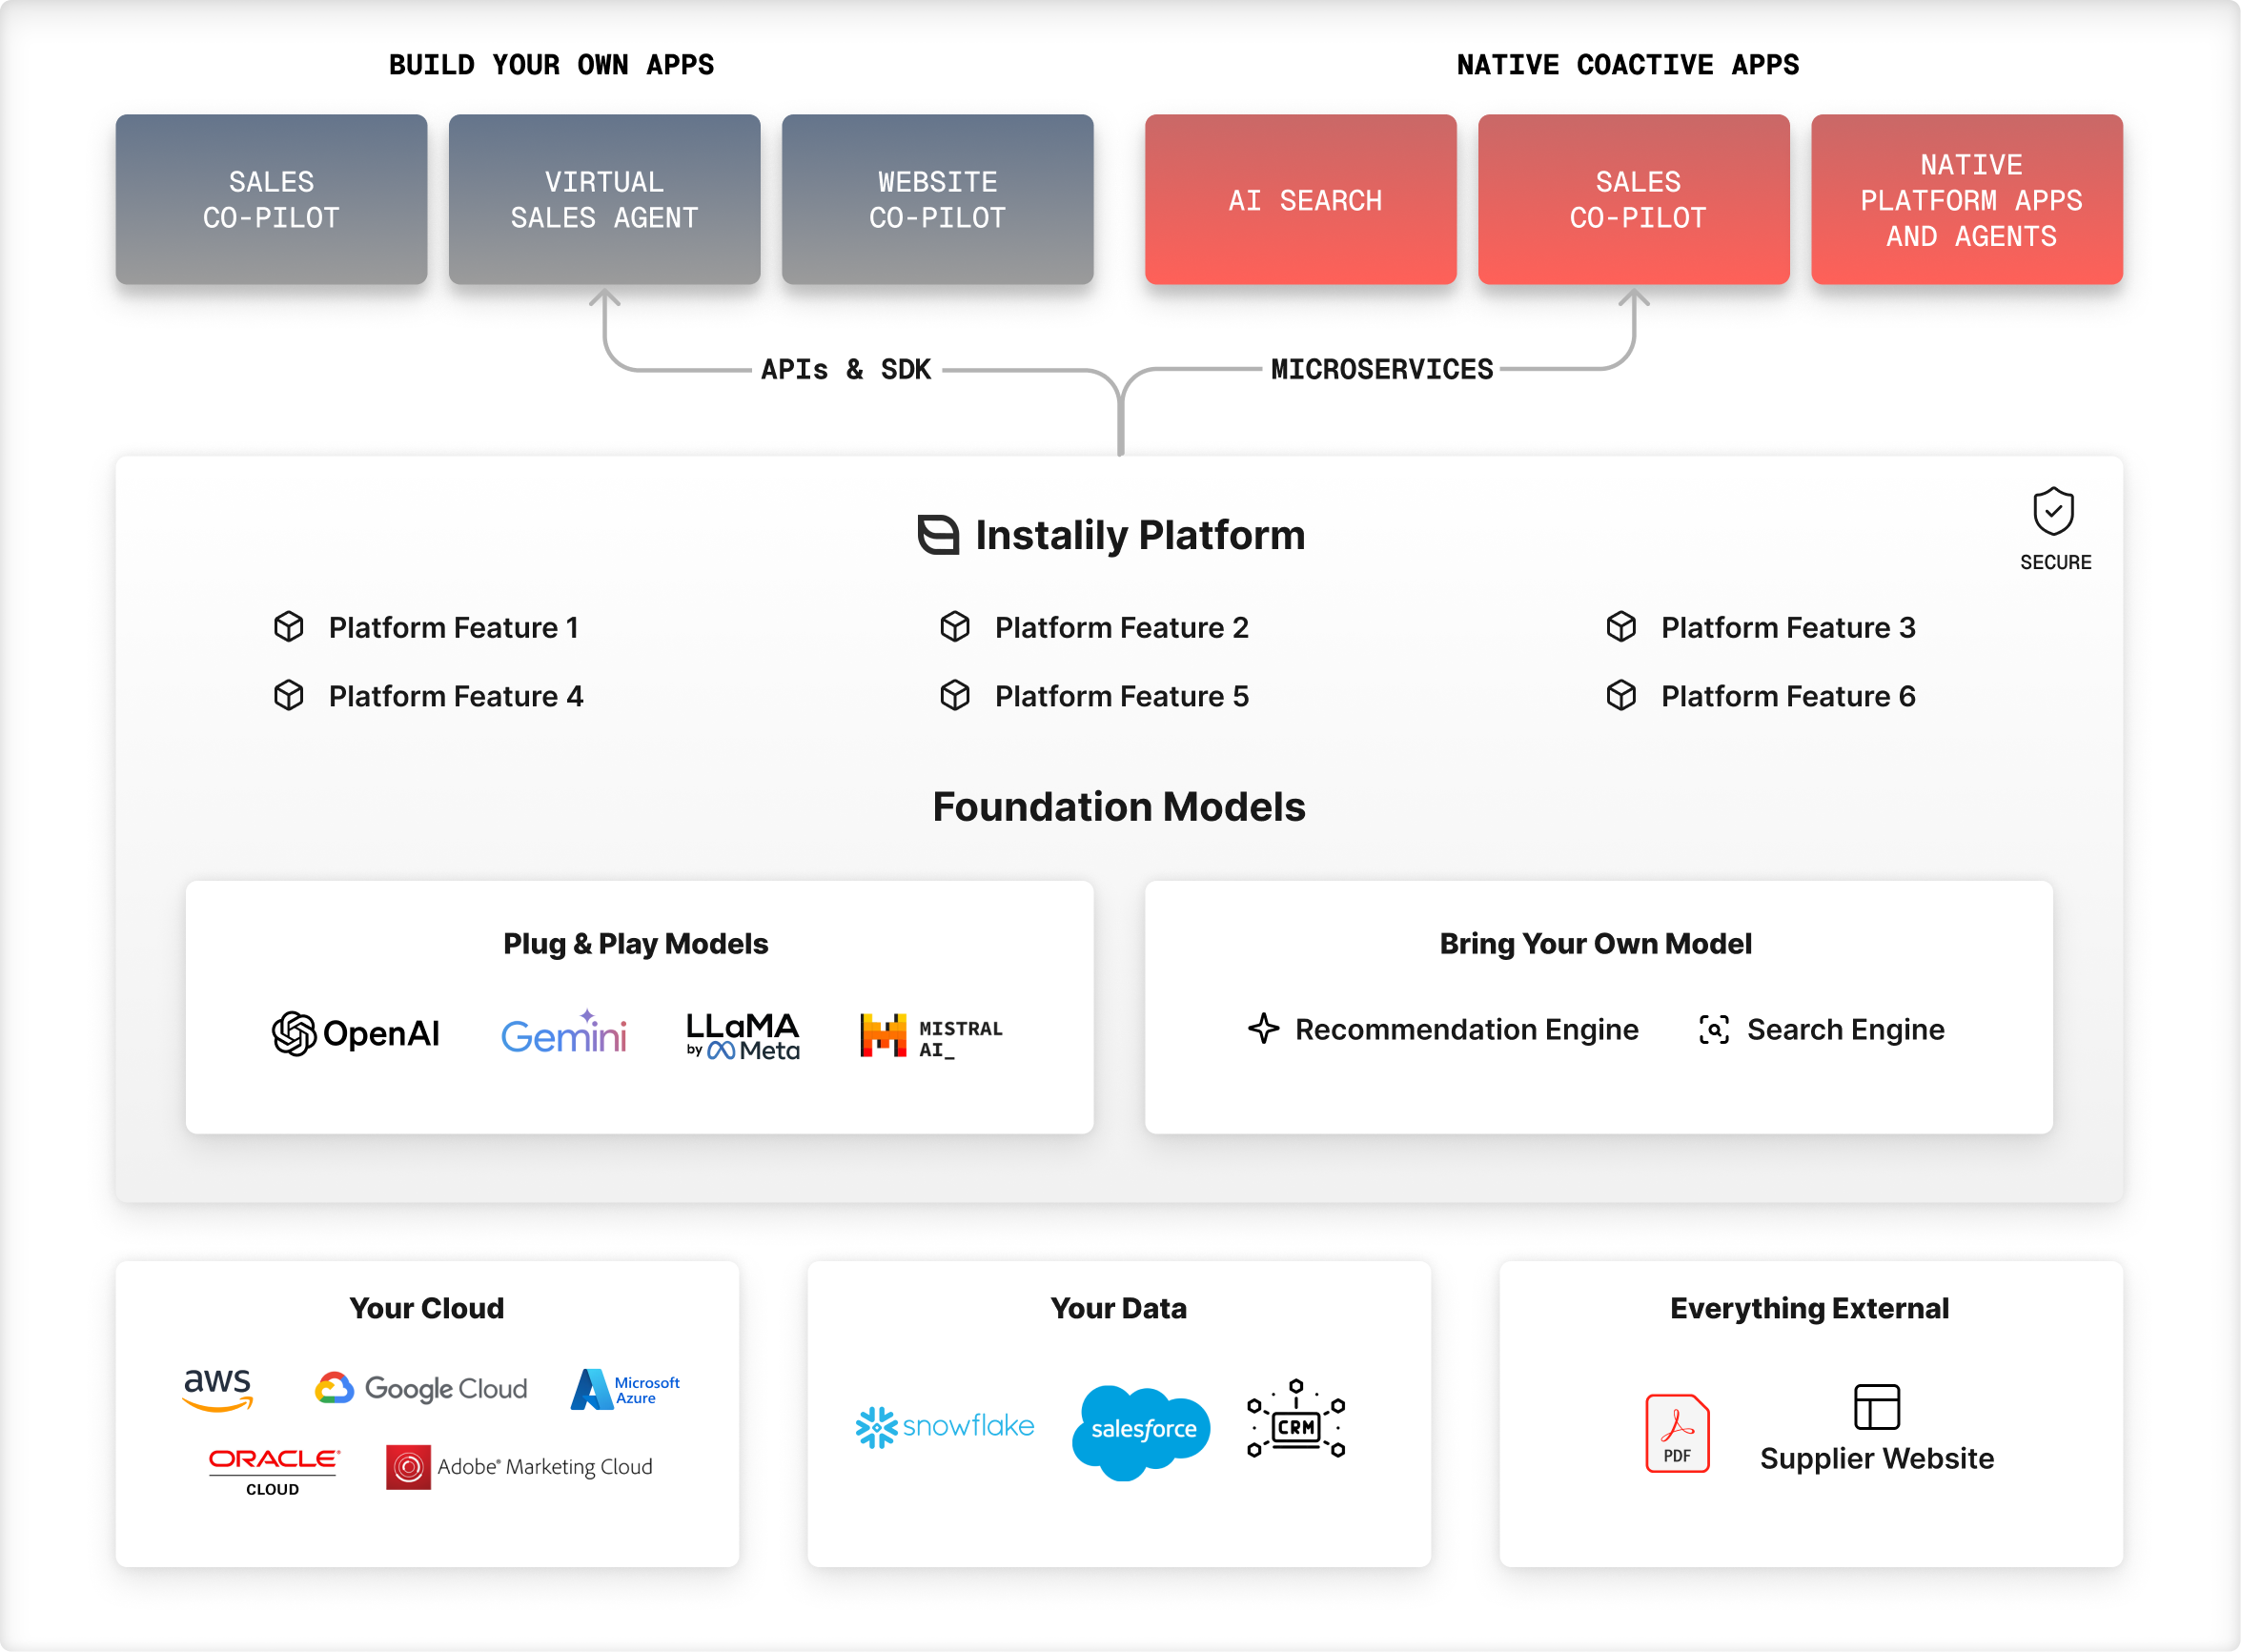 BUILD YOUR OWN APPS
NATIVE COACTIVE APPS
SALES
CO-PILOT
VIRTUAL
SALES AGENT
WEBSITE
CO-PILOT
AI SEARCH
SALES
CO-PILOT
NATIVE
PLATFORM APPS
AND AGENTS
APIs & SDK
MICROSERVICES
Instalily Platform
SECURE
Platform Feature 1
Platform Feature 2
Platform Feature 3
Platform Feature 4
Platform Feature 5
Platform Feature 6
Foundation Models
Plug & Play Models
OpenAI
Gemini
LLaMA
by Meta
MISTRAL
AI_
Bring Your Own Model
Recommendation Engine
Search Engine
Your Cloud
aws
Google Cloud
Microsoft
Azure
ORACLE®
CLOUD
Adobe® Marketing Cloud
Your Data
snowflake
salesforce
CRM
Everything External
PDF
Supplier Website